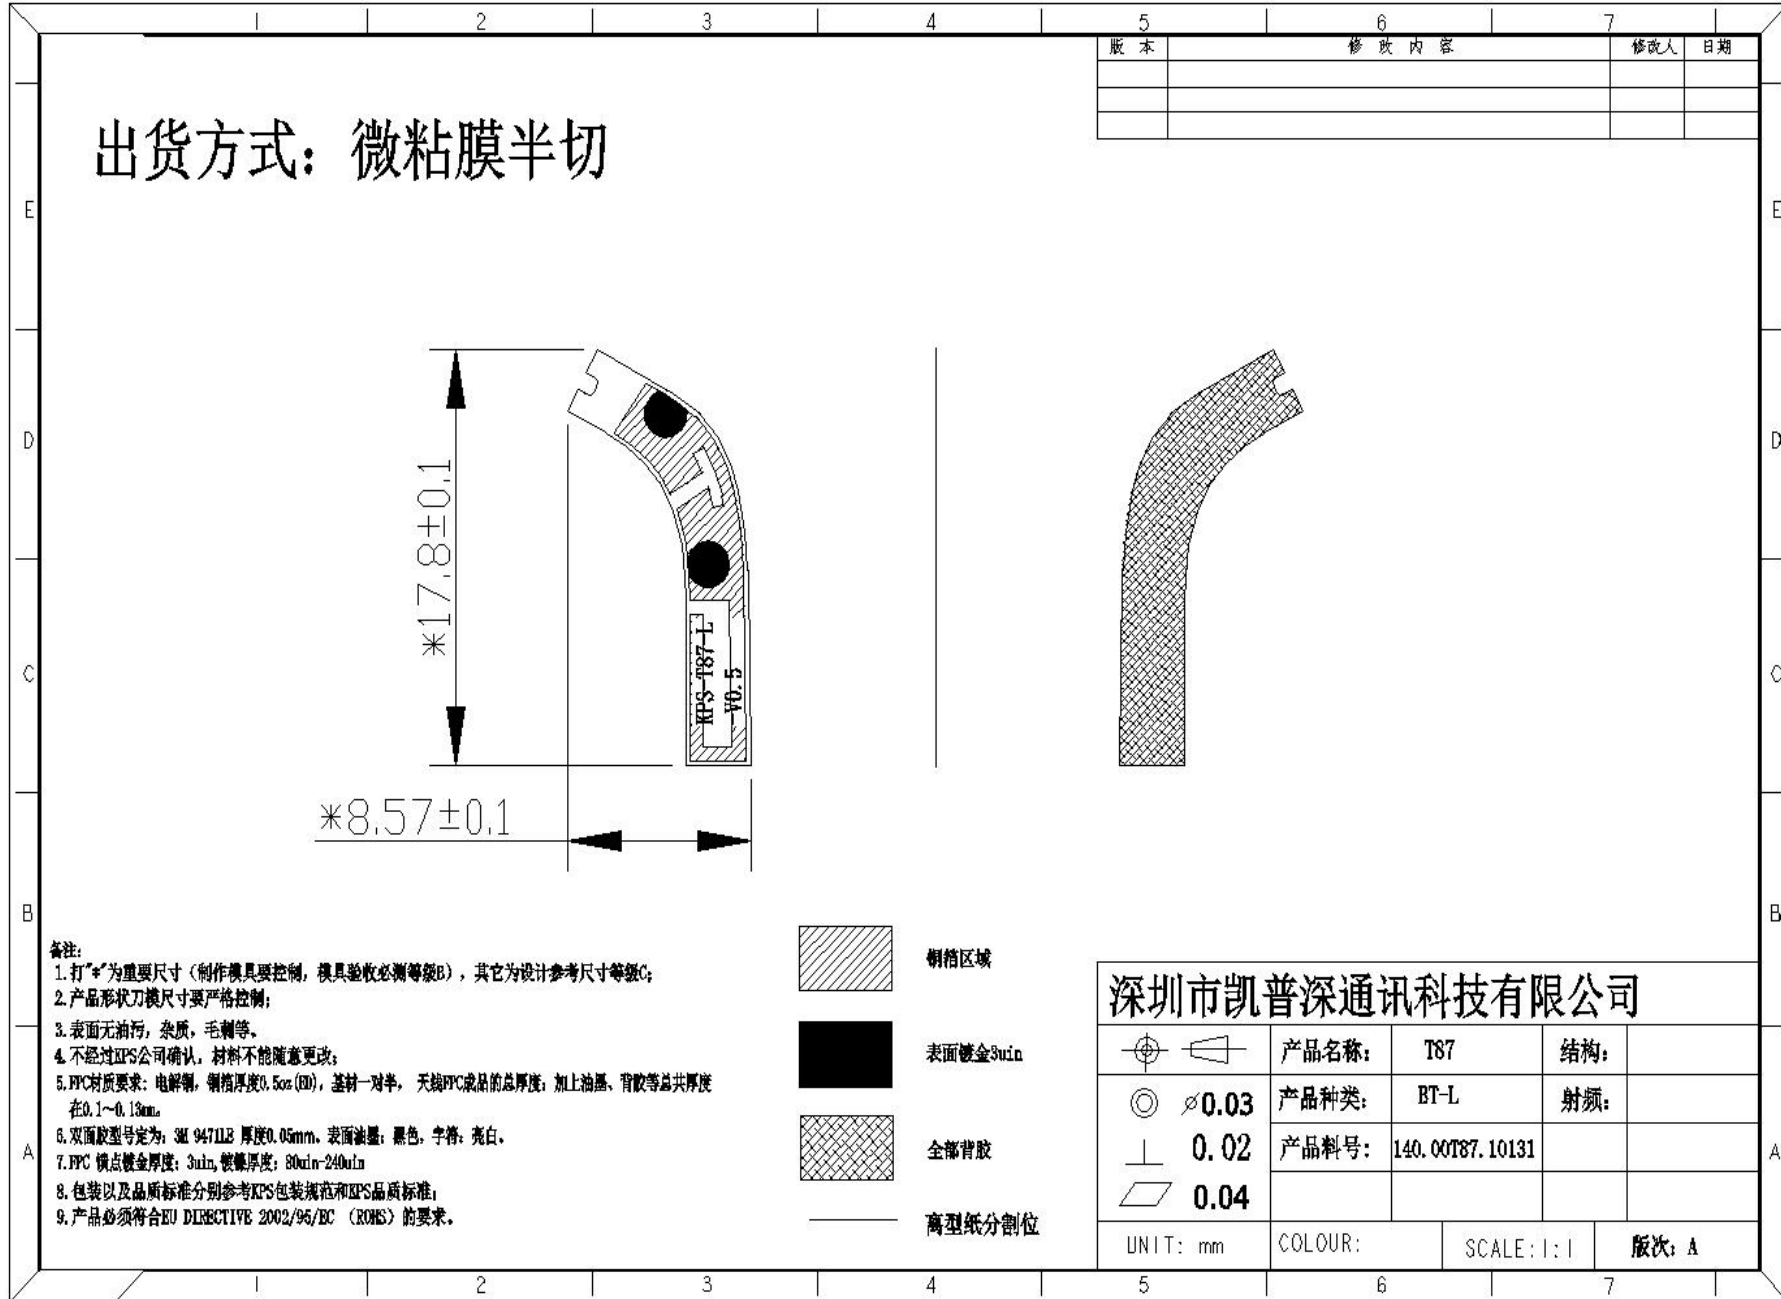 1 2 3 4 5 6 7
版 本 修 改 内 容 修改人 日期
出货方式：微粘膜半切
E E
D D
C C
B B
A A
*17.8±0.1
*8.57±0.1
KPS-T87-L
-V0.5
备注:
1.打"*"为重要尺寸（制作模具要控制，模具验收必测等级B），其它为设计参考尺寸等级C;
2.产品形状刀模尺寸要严格控制;
3.表面无油污，杂质，毛刺等。
4.不经过KPS公司确认，材料不能随意更改;
5.FPC材质要求: 电解铜，铜箔厚度0.5oz(ED)，基材一对半， 天线FPC成品的总厚度: 加上油墨、背胶等总共厚度
在0.1~0.13mm。
6.双面胶型号定为: 3M 9471LE 厚度0.05mm、表面油墨: 黑色，字符: 亮白。
7.FPC 镀点镀金厚度: 3uin,镀镍厚度: 80uin-240uin
8.包装以及品质标准分别参考KPS包装规范和KPS品质标准;
9.产品必须符合EU DIRECTIVE 2002/95/EC （ROHS）的要求。
铜箔区域
表面镀金3uin
全部背胶
离型纸分割位
深圳市凯普深通讯科技有限公司
产品名称: T87 结构:
⌀0.03 产品种类: BT-L 射频:
0.02 产品料号: 140.00T87.10131
0.04
UNIT: mm COLOUR: SCALE:1:1 版次: A
1 2 3 4 5 6 7